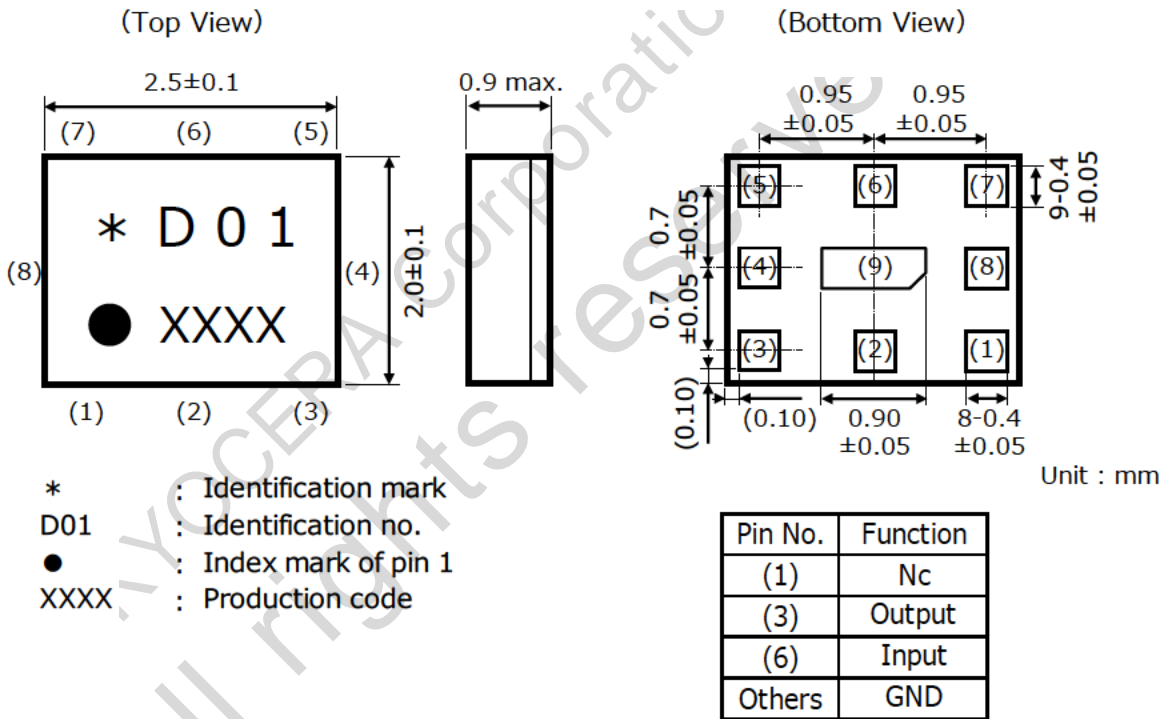 (Top View)
2.5±0.1
(7) (6) (5)
* D 0 1
(8)
(4)
● XXXX
(1) (2) (3)
2.0±0.1
0.9 max.
(Bottom View)
0.95 ±0.05
0.95 ±0.05
(5) (6) (7)
9-0.4 ±0.05
0.7 ±0.05
(4) (9) (8)
0.7 ±0.05
(3) (2) (1)
(0.10)
(0.10)
0.90 ±0.05
8-0.4 ±0.05
Unit : mm
* : Identification mark
D01 : Identification no.
● : Index mark of pin 1
XXXX : Production code
Pin No. Function
(1) Nc
(3) Output
(6) Input
Others GND
KYOCERA Corporatio
ll rights reserve